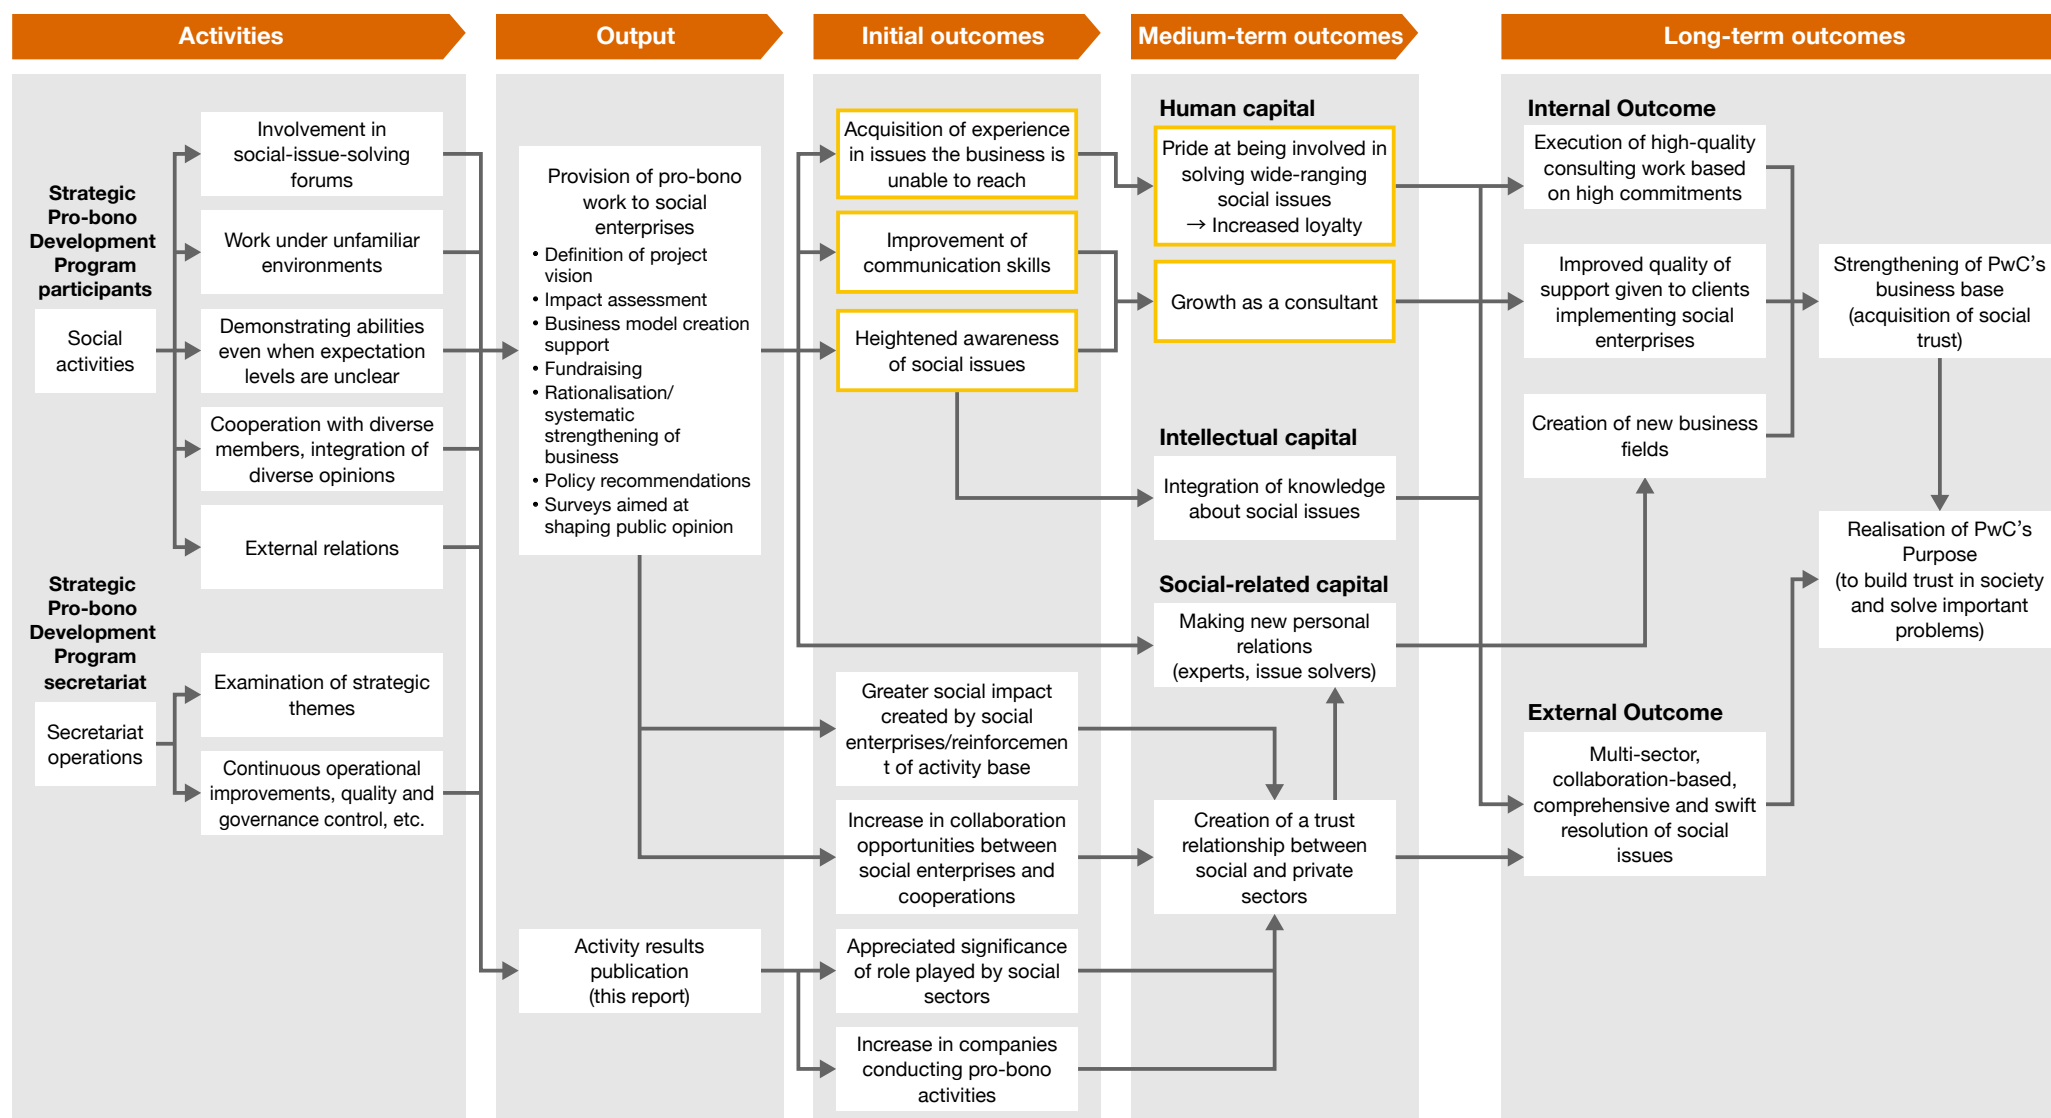 Activities
Output
Initial outcomes
Medium-term outcomes
Long-term outcomes
Strategic
Pro-bono
Development
Program
participants
Social
activities
Involvement in
social-issue-solving
forums
Work under unfamiliar
environments
Demonstrating abilities
even when expectation
levels are unclear
Cooperation with diverse
members, integration of
diverse opinions
External relations
Strategic
Pro-bono
Development
Program
secretariat
Secretariat
operations
Examination of strategic
themes
Continuous operational
improvements, quality and
governance control, etc.
Provision of pro-bono
work to social
enterprises
• Definition of project
vision
• Impact assessment
• Business model creation
support
• Fundraising
• Rationalisation/
systematic
strengthening of
business
• Policy recommendations
• Surveys aimed at
shaping public opinion
Activity results
publication
(this report)
Acquisition of experience
in issues the business is
unable to reach
Improvement of
communication skills
Heightened awareness
of social issues
Greater social impact
created by social
enterprises/reinforcemen
t of activity base
Increase in collaboration
opportunities between
social enterprises and
cooperations
Appreciated significance
of role played by social
sectors
Increase in companies
conducting pro-bono
activities
Human capital
Pride at being involved in
solving wide-ranging
social issues
→ Increased loyalty
Growth as a consultant
Intellectual capital
Integration of knowledge
about social issues
Social-related capital
Making new personal
relations
(experts, issue solvers)
Creation of a trust
relationship between
social and private
sectors
Internal Outcome
Execution of high-quality
consulting work based
on high commitments
Improved quality of
support given to clients
implementing social
enterprises
Creation of new business
fields
External Outcome
Multi-sector,
collaboration-based,
comprehensive and swift
resolution of social
issues
Strengthening of PwC's
business base
(acquisition of social
trust)
Realisation of PwC's
Purpose
(to build trust in society
and solve important
problems)